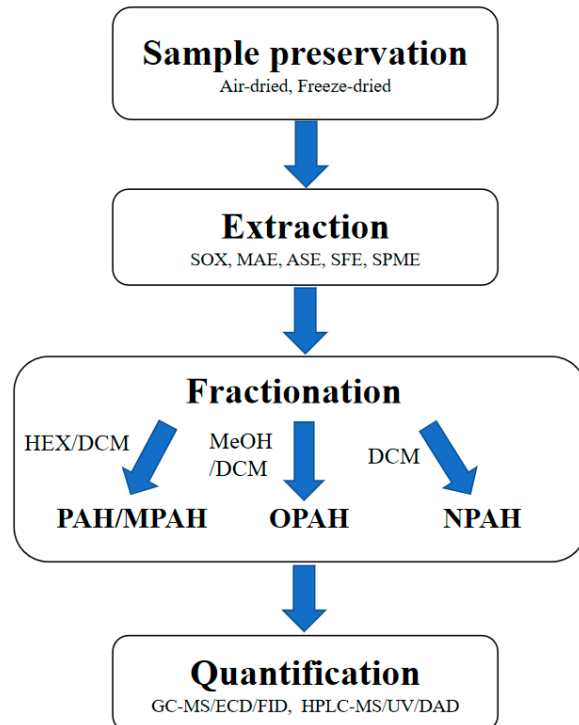 Sample preservation
Air-dried, Freeze-dried
Extraction
SOX, MAE, ASE, SFE, SPME
Fractionation
HEX/DCM
MeOH
/DCM
DCM
PAH/MPAH
OPAH
NPAH
Quantification
GC-MS/ECD/FID, HPLC-MS/UV/DAD